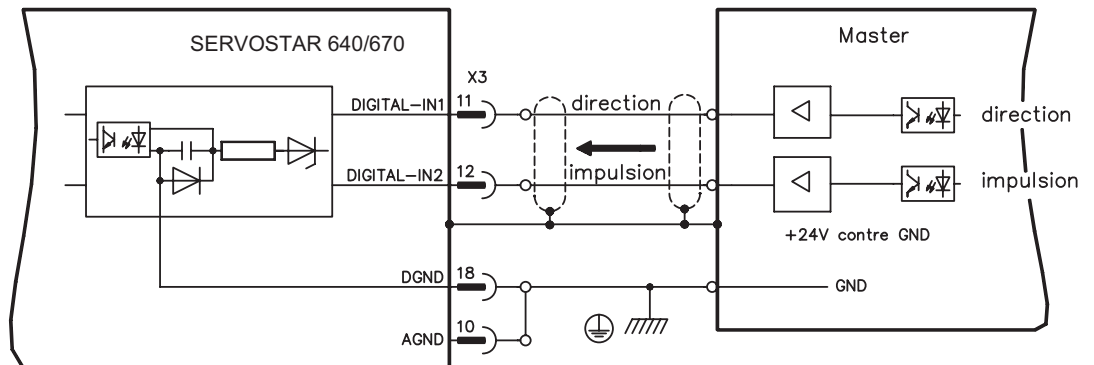 SERVOSTAR 640/670
Master
X3
DIGITAL-IN1 11 direction
direction
DIGITAL-IN2 12 impulsion
impulsion
+24V contre GND
DGND 18
GND
AGND 10